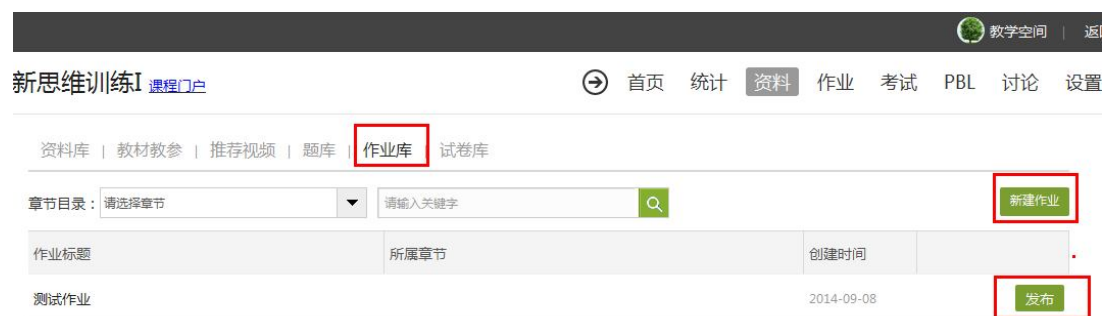 教学空间 | 返
新思维训练I 课程门户 首页 统计 资料 作业 考试 PBL 讨论 设置
资料库 | 教材教参 | 推荐视频 | 题库 | 作业库 | 试卷库
章节目录：请选择章节 请输入关键字 新建作业
作业标题 所属章节 创建时间
测试作业 2014-09-08 发布